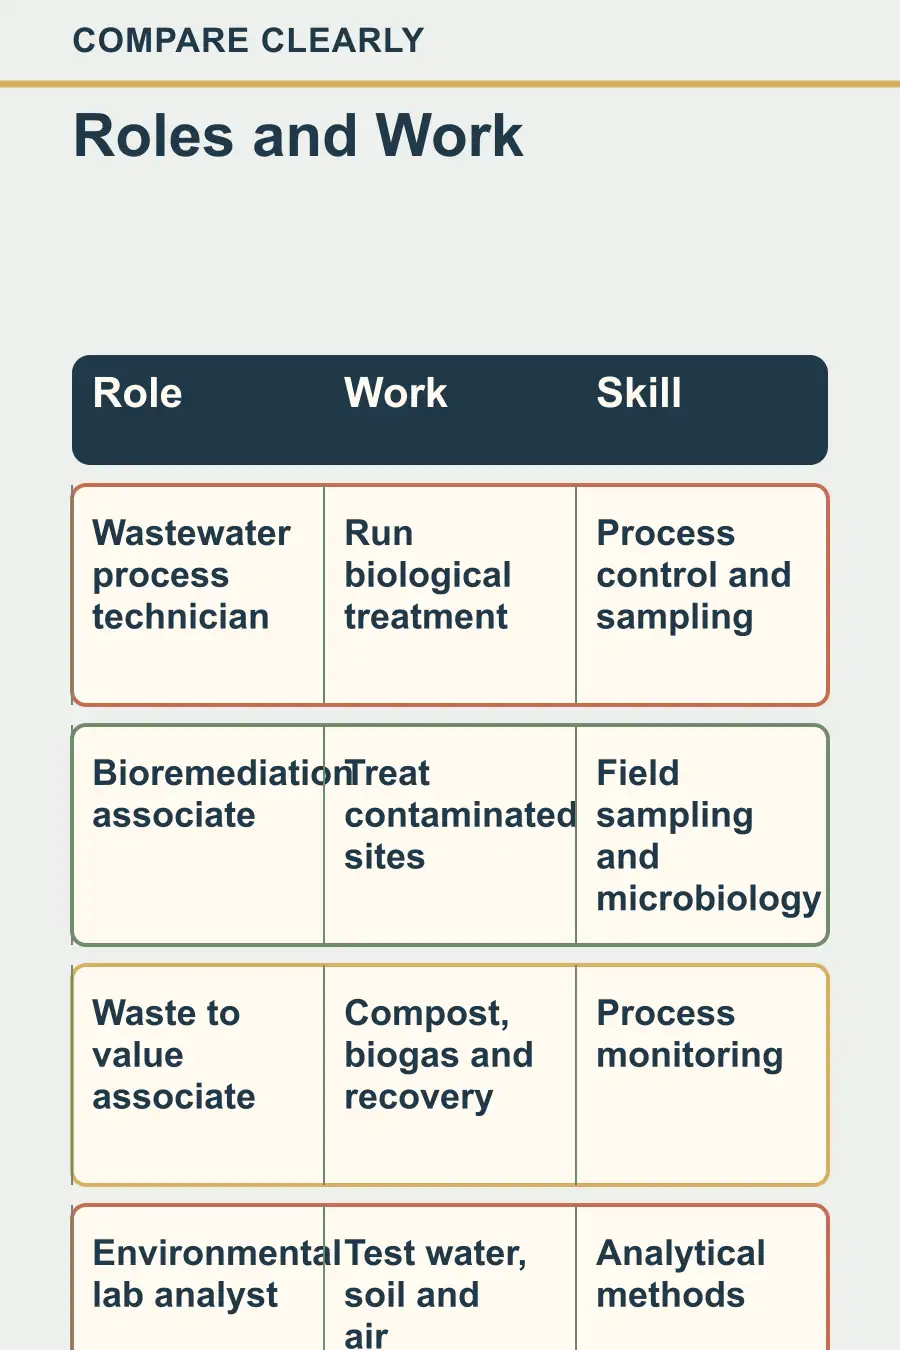 COMPARE CLEARLY
Roles and Work
Role Work Skill
Wastewater
process
technician
Run
biological
treatment
Process
control and
sampling
Bioremediation
associate
Treat
contaminated
sites
Field
sampling
and
microbiology
Waste to
value
associate
Compost,
biogas and
recovery
Process
monitoring
Environmental
lab analyst
Test water,
soil and
air
Analytical
methods